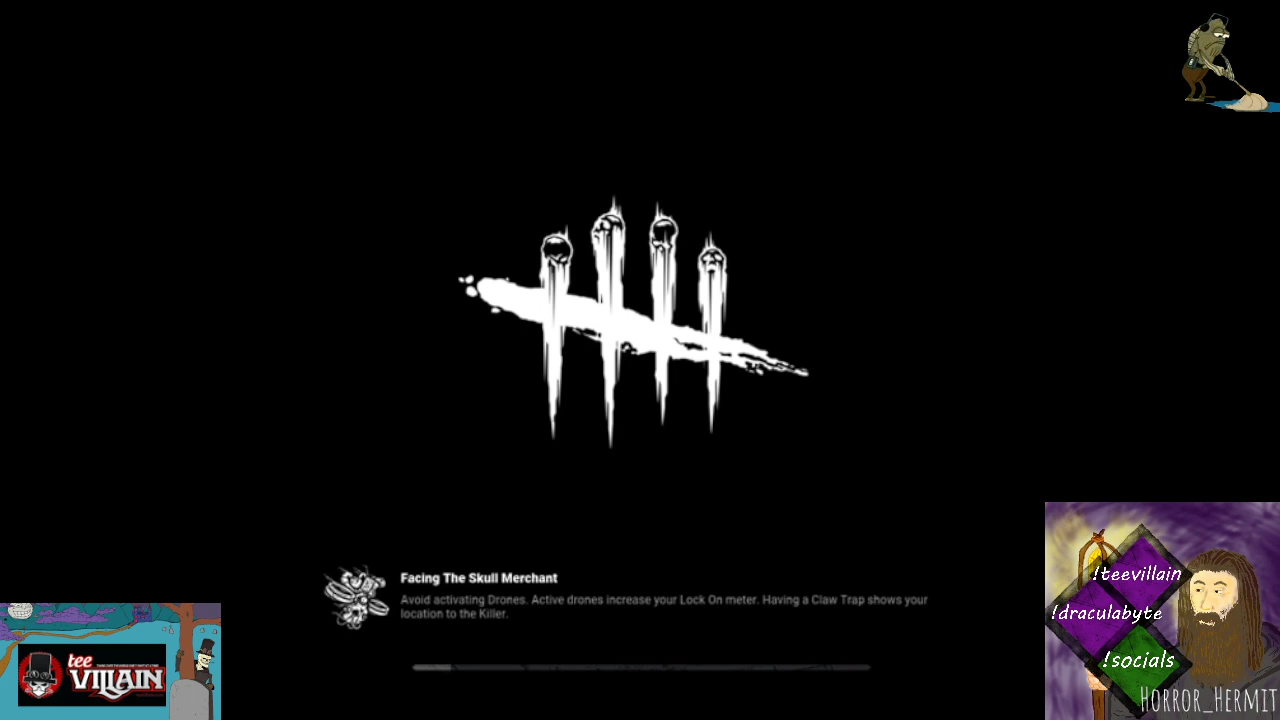 Facing The Skull Merchant
Avoid activating Drones. Active drones increase your Lock On meter. Having a Claw Trap shows your
location to the Killer.
tee
VILLAIN
!teevillain
!draculabyte
!socials
HORROR_HERMIT